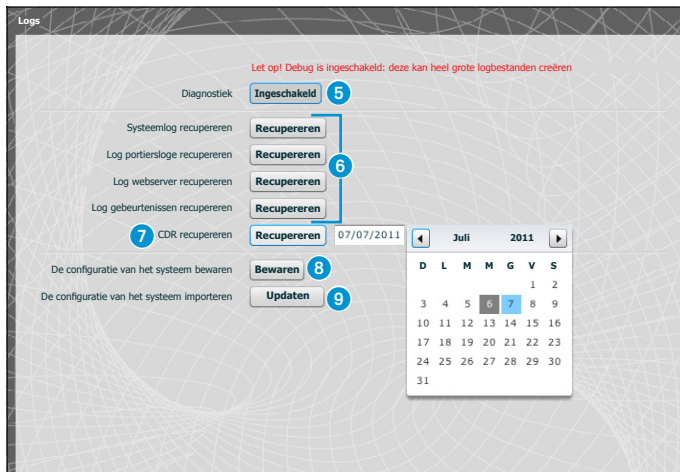 Logs
Let op! Debug is ingeschakeld: deze kan heel grote logbestanden creëren
Diagnostiek Ingeschakeld 5
Systeemlog recupereren Recupereren
Log portiersloge recupereren Recupereren
6
Log webserver recupereren Recupereren
Log gebeurtenissen recupereren Recupereren
7 CDR recupereren Recupereren 07/07/2011
De configuratie van het systeem bewaren Bewaren 8
De configuratie van het systeem importeren Updaten 9
Juli 2011
D L M M G V S
1 2
3 4 5 6 7 8 9
10 11 12 13 14 15 16
17 18 19 20 21 22 23
24 25 26 27 28 29 30
31